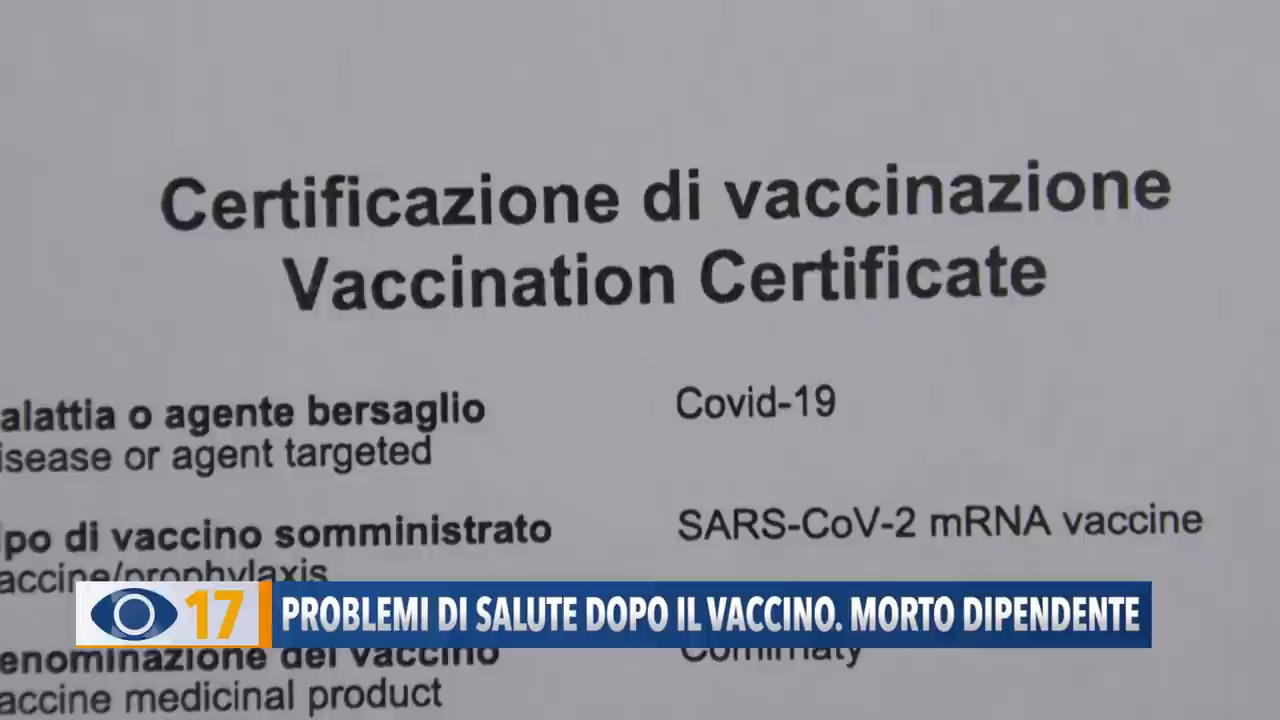 Certificazione di vaccinazione
Vaccination Certificate
alattia o agente bersaglio
isease or agent targeted
Covid-19
ipo di vaccino somministrato
accine/prophylaxis
SARS-CoV-2 mRNA vaccine
17
PROBLEMI DI SALUTE DOPO IL VACCINO. MORTO DIPENDENTE
enominazione del vaccino
accine medicinal product
Comirnaty